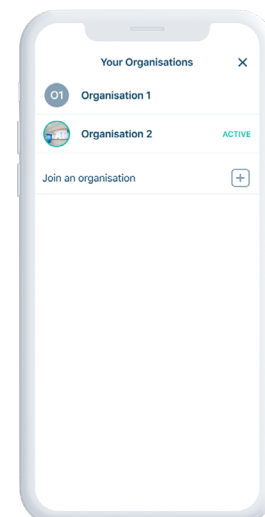 Your Organisations
O1 Organisation 1
Organisation 2 ACTIVE
Join an organisation